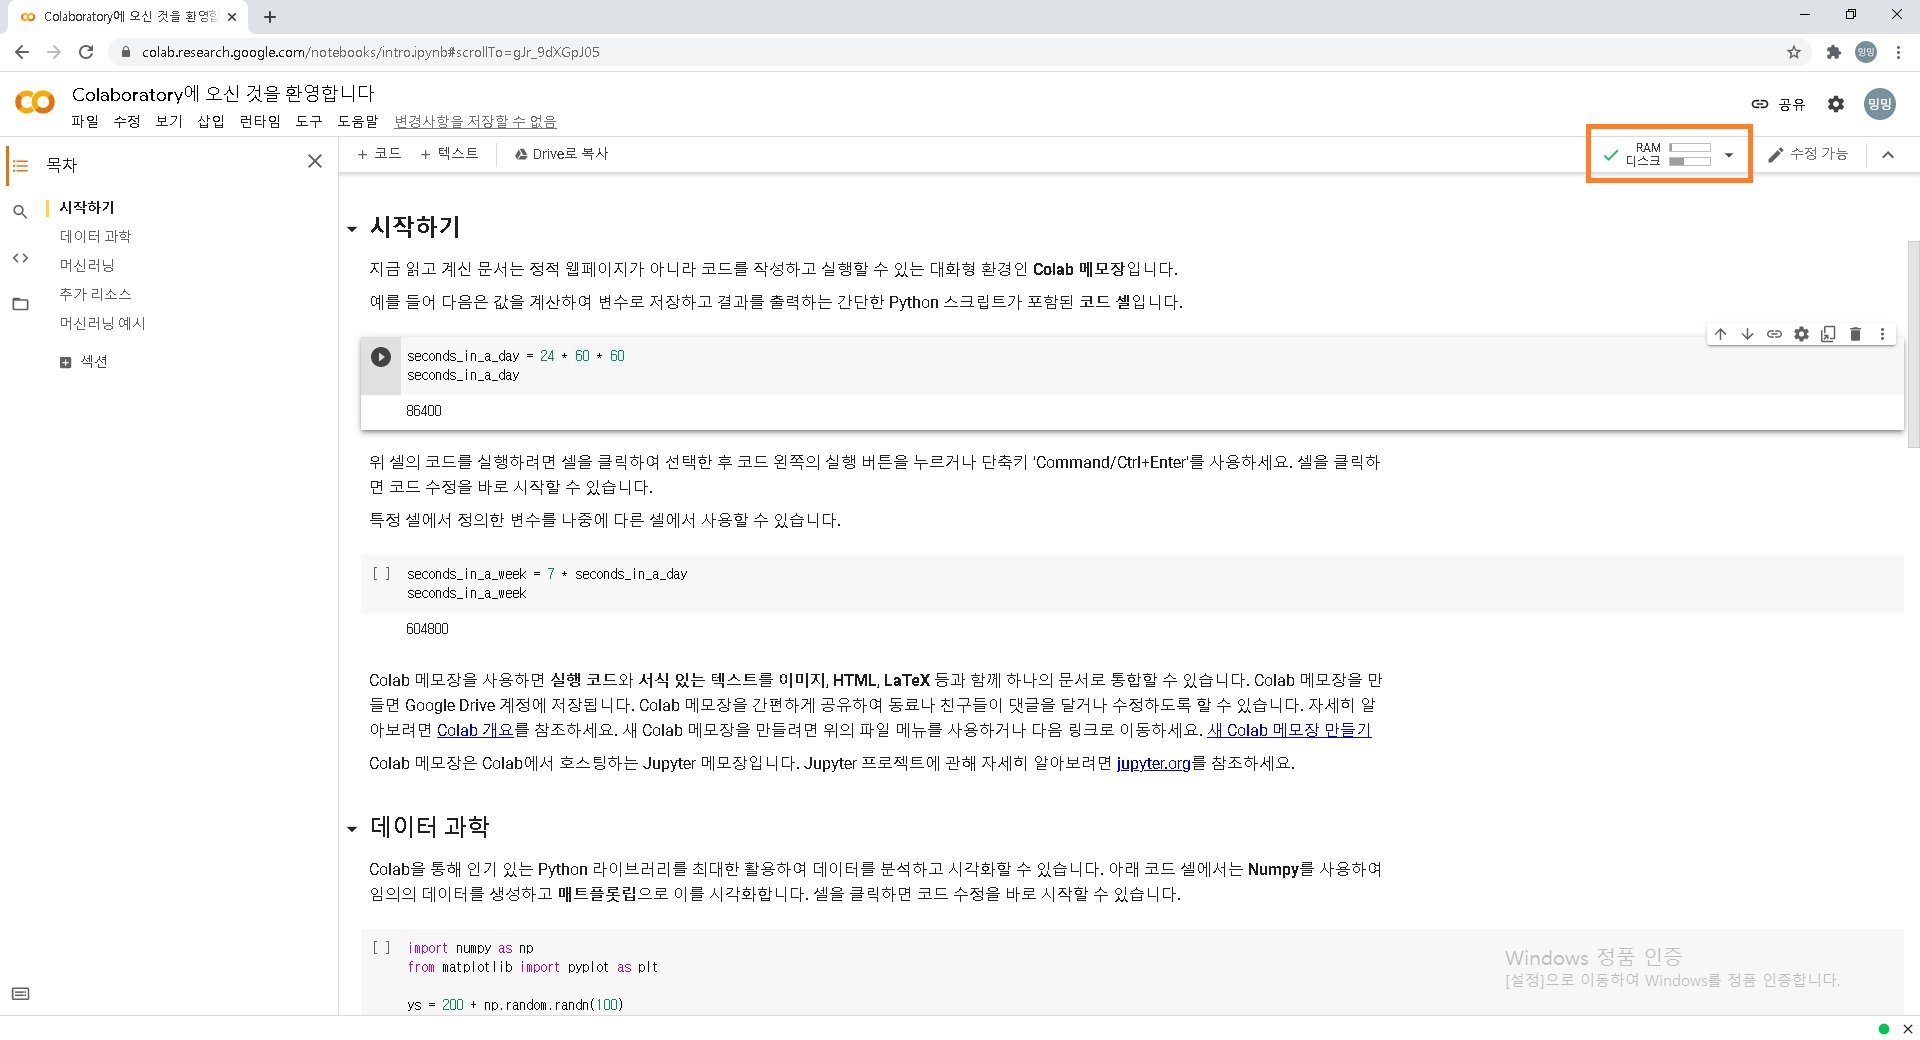 Colaboratory에 오신 것을 환영합
colab.research.google.com/notebooks/intro.ipynb#scrollTo=gJr_9dXGpJ05
밍밍
Colaboratory에 오신 것을 환영합니다
파일 수정 보기 삽입 런타임 도구 도움말 변경사항을 저장할 수 없음
공유
밍밍
목차
+ 코드 + 텍스트 Drive로 복사
RAM
디스크
수정 가능
시작하기
데이터 과학
머신러닝
추가 리소스
머신러닝 예시
섹션
시작하기
지금 읽고 계신 문서는 정적 웹페이지가 아니라 코드를 작성하고 실행할 수 있는 대화형 환경인 Colab 메모장입니다.
예를 들어 다음은 값을 계산하여 변수로 저장하고 결과를 출력하는 간단한 Python 스크립트가 포함된 코드 셀입니다.
seconds_in_a_day = 24 * 60 * 60
seconds_in_a_day
86400
위 셀의 코드를 실행하려면 셀을 클릭하여 선택한 후 코드 왼쪽의 실행 버튼을 누르거나 단축키 'Command/Ctrl+Enter'를 사용하세요. 셀을 클릭하
면 코드 수정을 바로 시작할 수 있습니다.
특정 셀에서 정의한 변수를 나중에 다른 셀에서 사용할 수 있습니다.
[ ] seconds_in_a_week = 7 * seconds_in_a_day
seconds_in_a_week
604800
Colab 메모장을 사용하면 실행 코드와 서식 있는 텍스트를 이미지, HTML, LaTeX 등과 함께 하나의 문서로 통합할 수 있습니다. Colab 메모장을 만
들면 Google Drive 계정에 저장됩니다. Colab 메모장을 간편하게 공유하여 동료나 친구들이 댓글을 달거나 수정하도록 할 수 있습니다. 자세히 알
아보려면 Colab 개요를 참조하세요. 새 Colab 메모장을 만들려면 위의 파일 메뉴를 사용하거나 다음 링크로 이동하세요. 새 Colab 메모장 만들기
Colab 메모장은 Colab에서 호스팅하는 Jupyter 메모장입니다. Jupyter 프로젝트에 관해 자세히 알아보려면 jupyter.org를 참조하세요.
데이터 과학
Colab을 통해 인기 있는 Python 라이브러리를 최대한 활용하여 데이터를 분석하고 시각화할 수 있습니다. 아래 코드 셀에서는 Numpy를 사용하여
임의의 데이터를 생성하고 매트플롯립으로 이를 시각화합니다. 셀을 클릭하면 코드 수정을 바로 시작할 수 있습니다.
[ ] import numpy as np
from matplotlib import pyplot as plt
ys = 200 + np.random.randn(100)
Windows 정품 인증
[설정]으로 이동하여 Windows를 정품 인증합니다.